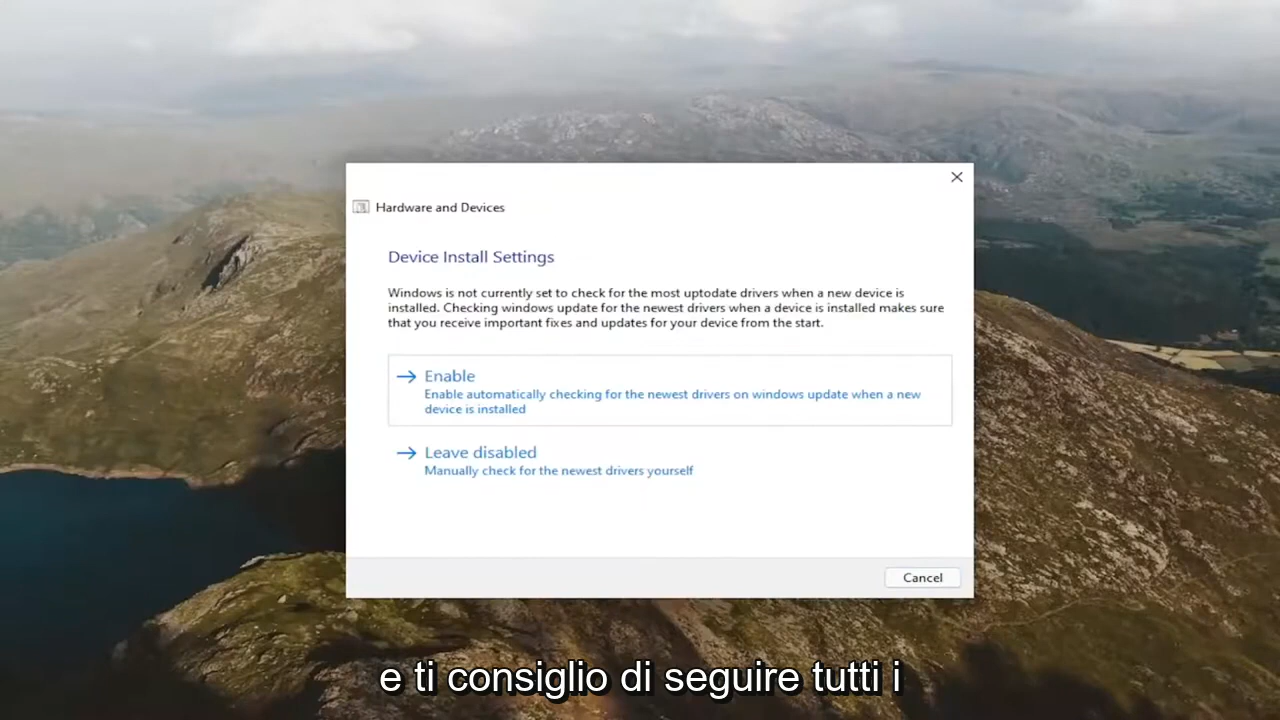 Hardware and Devices
Device Install Settings
Windows is not currently set to check for the most uptodate drivers when a new device is
installed. Checking windows update for the newest drivers when a device is installed makes sure
that you receive important fixes and updates for your device from the start.
Enable
Enable automatically checking for the newest drivers on windows update when a new
device is installed
Leave disabled
Manually check for the newest drivers yourself
Cancel
e ti consiglio di seguire tutti i